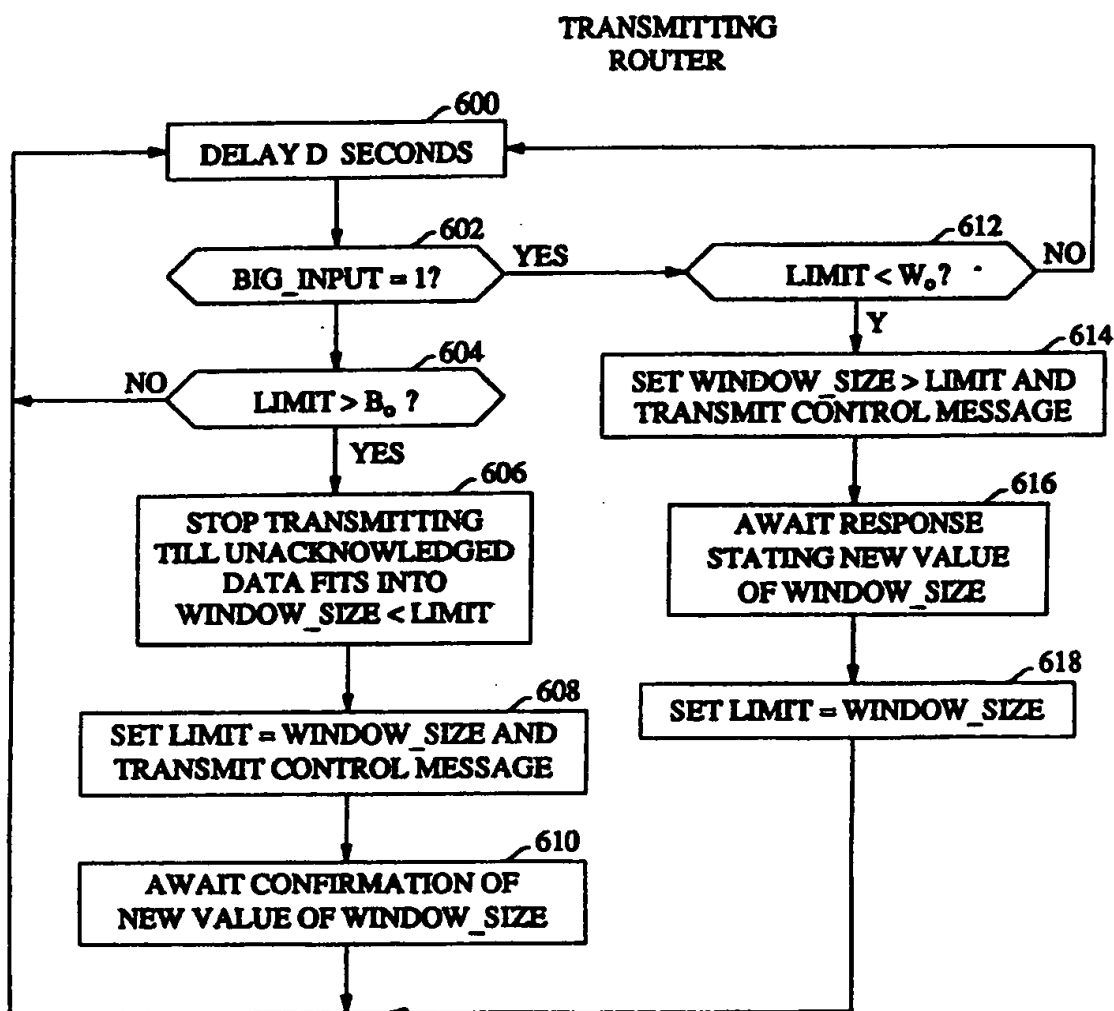 TRANSMITTING
ROUTER
600
DELAY D SECONDS
602
BIG_INPUT = 1?
YES
612
LIMIT < Wo?
NO
Y
604
NO
LIMIT > Bo ?
YES
614
SET WINDOW_SIZE > LIMIT AND
TRANSMIT CONTROL MESSAGE
606
STOP TRANSMITTING
TILL UNACKNOWLEDGED
DATA FITS INTO
WINDOW_SIZE < LIMIT
616
AWAIT RESPONSE
STATING NEW VALUE
OF WINDOW_SIZE
608
SET LIMIT = WINDOW_SIZE AND
TRANSMIT CONTROL MESSAGE
618
SET LIMIT = WINDOW_SIZE
610
AWAIT CONFIRMATION OF
NEW VALUE OF WINDOW_SIZE